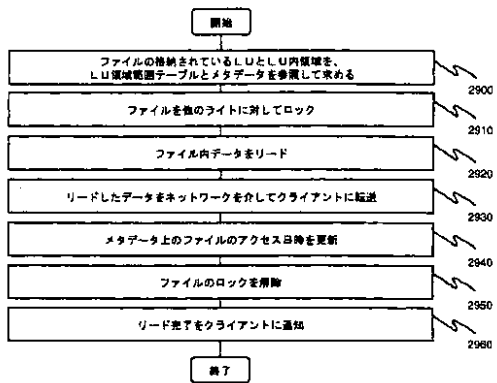 開始
ファイルの格納されているLUとLU内領域を、
LU領域範囲テーブルとメタデータを参照して求める
2900
ファイルを他のライトに対してロック
2910
ファイル内データをリード
2920
リードしたデータをネットワークを介してクライアントに転送
2930
メタデータ上のファイルのアクセス日時を更新
2940
ファイルのロックを解除
2950
リード完了をクライアントに通知
2960
終了